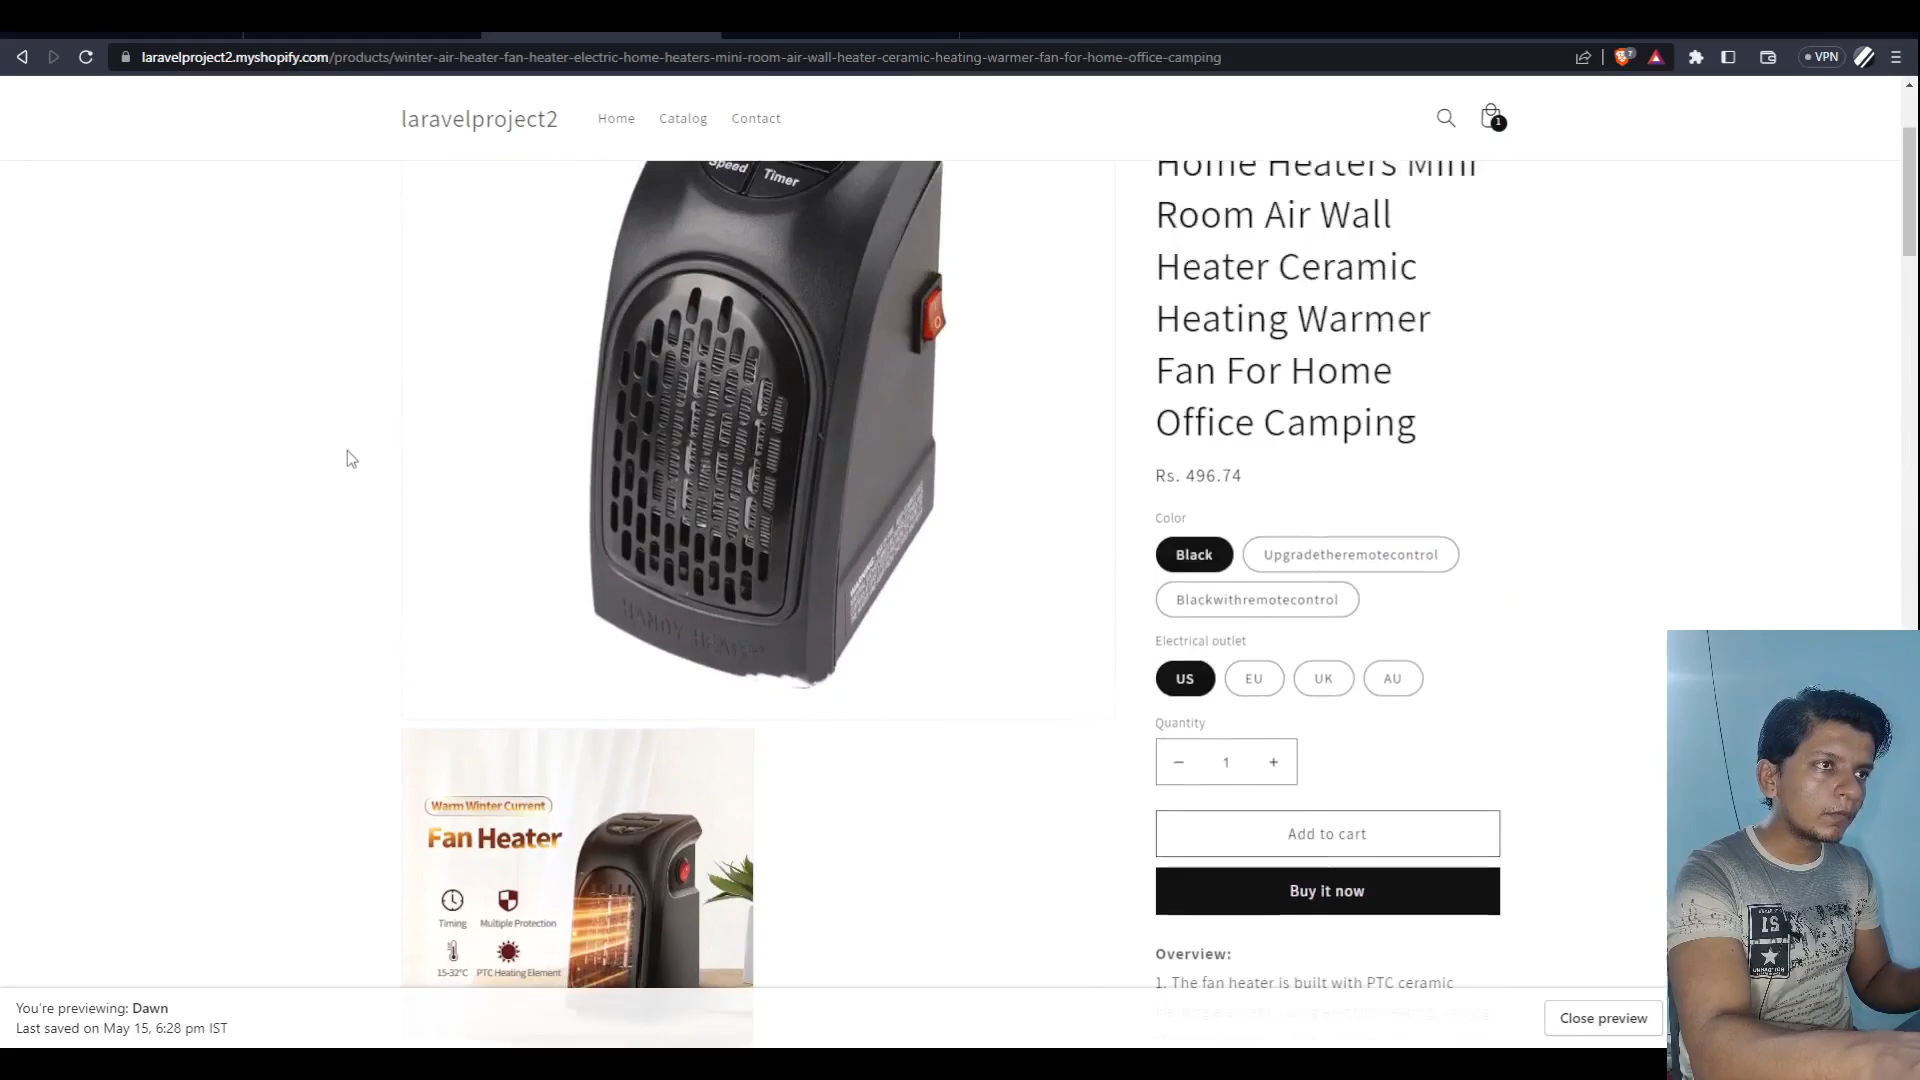 laravelproject2.myshopify.com/products/winter-air-heater-fan-heater-electric-home-heaters-mini-room-air-wall-heater-ceramic-heating-warmer-fan-for-home-office-camping
7
VPN
laravelproject2
Home
Catalog
Contact
1
Speed
Timer
HANDY HEATER
Home Heaters Mini
Room Air Wall
Heater Ceramic
Heating Warmer
Fan For Home
Office Camping
Rs. 496.74
Color
Black
Upgradetheremotecontrol
Blackwithremotecontrol
Electrical outlet
US
EU
UK
AU
Quantity
− 1 +
Add to cart
Buy it now
Overview:
1. The fan heater is built with PTC ceramic
Warm Winter Current
Fan Heater
Timing
Multiple Protection
15-32°C
PTC Heating Element
You're previewing: Dawn
Last saved on May 15, 6:28 pm IST
Close preview